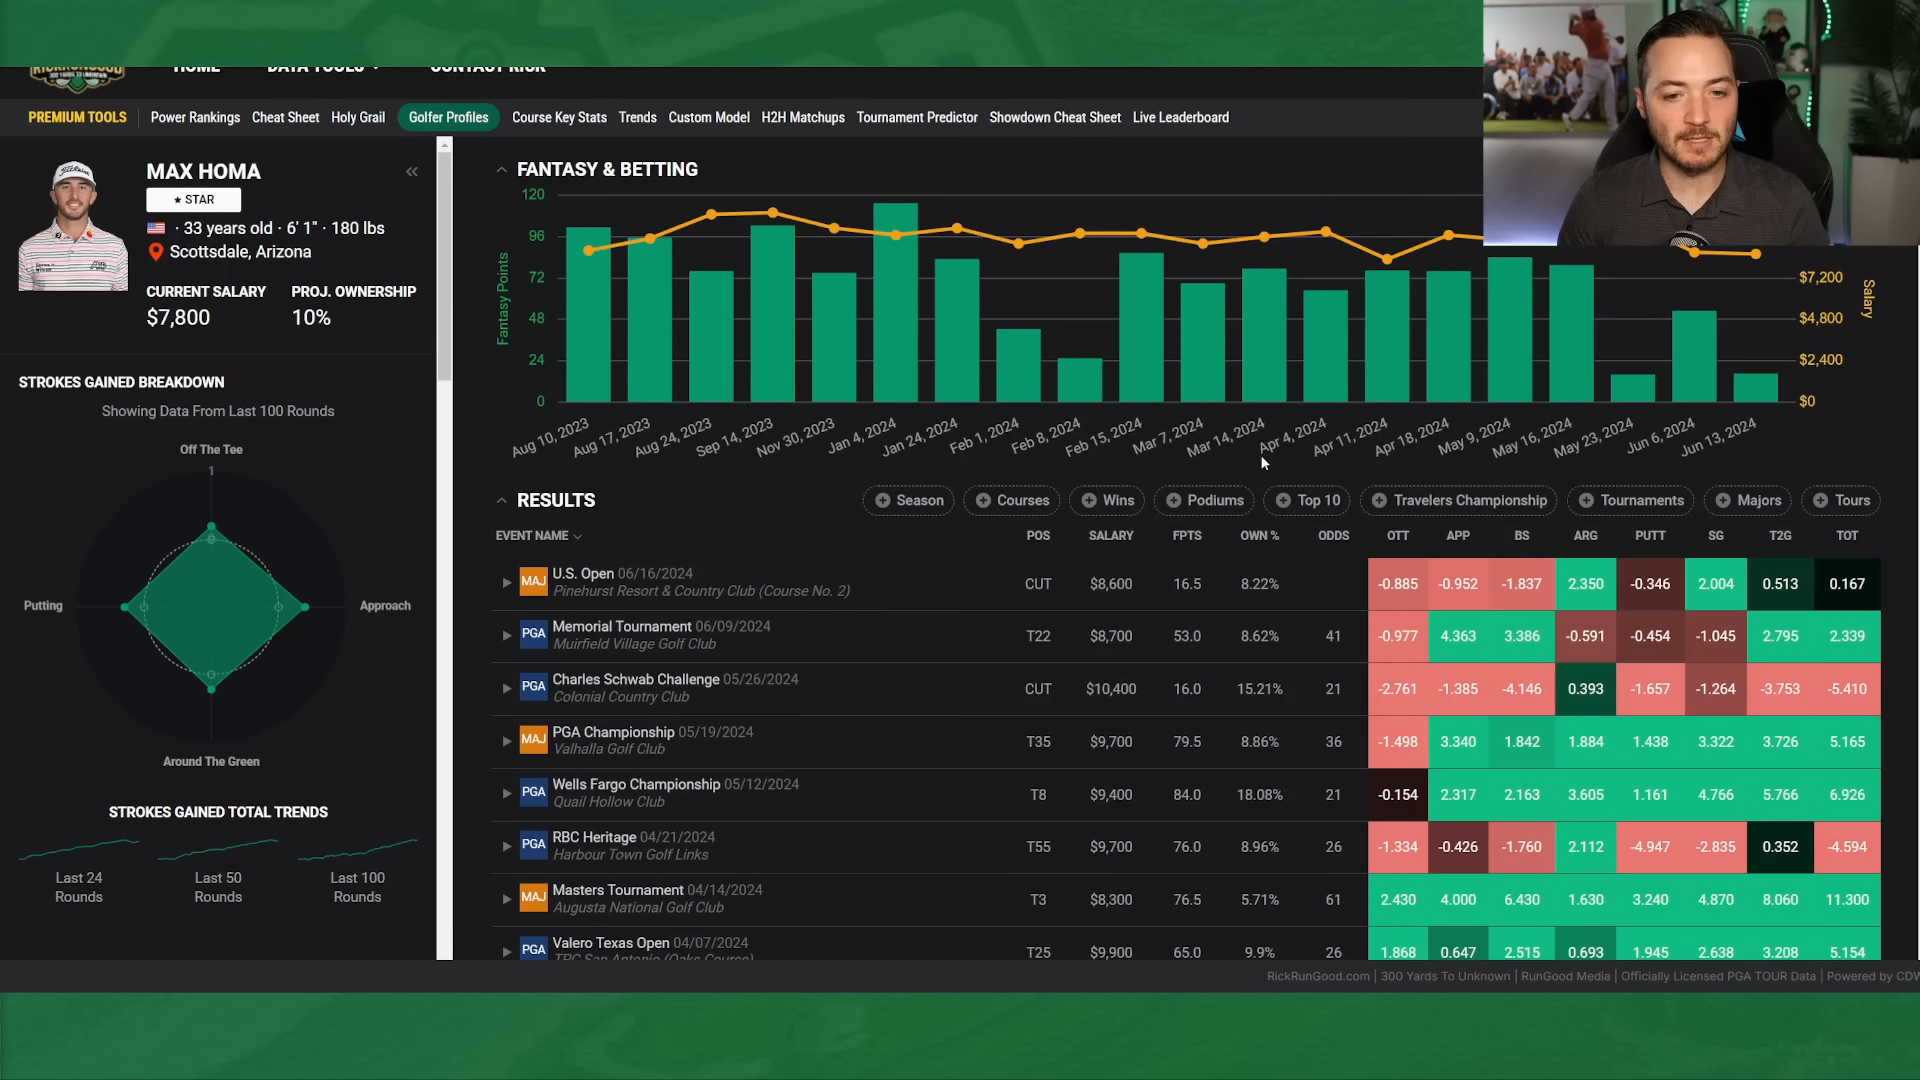 RICKRUNGOOD
300 YARDS TO UNKNOWN
HOME DATA TOOLS CONTACT RICK
PREMIUM TOOLS Power Rankings Cheat Sheet Holy Grail Golfer Profiles Course Key Stats Trends Custom Model H2H Matchups Tournament Predictor Showdown Cheat Sheet Live Leaderboard
MAX HOMA
★ STAR
· 33 years old · 6' 1" · 180 lbs
Scottsdale, Arizona
CURRENT SALARY PROJ. OWNERSHIP
$7,800 10%
STROKES GAINED BREAKDOWN
Showing Data From Last 100 Rounds
Off The Tee
1
0
Putting 0 0 Approach
0
Around The Green
STROKES GAINED TOTAL TRENDS
Last 24 Rounds
Last 50 Rounds
Last 100 Rounds
FANTASY & BETTING
120
96
72 $7,200
48 $4,800
24 $2,400
0 $0
Fantasy Points
Salary
Aug 10, 2023 Aug 17, 2023 Aug 24, 2023 Sep 14, 2023 Nov 30, 2023 Jan 4, 2024 Jan 24, 2024 Feb 1, 2024 Feb 8, 2024 Feb 15, 2024 Mar 7, 2024 Mar 14, 2024 Apr 4, 2024 Apr 11, 2024 Apr 18, 2024 May 9, 2024 May 16, 2024 May 23, 2024 Jun 6, 2024 Jun 13, 2024
RESULTS Season Courses Wins Podiums Top 10 Travelers Championship Tournaments Majors Tours
EVENT NAME POS SALARY FPTS OWN % ODDS OTT APP BS ARG PUTT SG T2G TOT
MAJ U.S. Open 06/16/2024 CUT $8,600 16.5 8.22% -0.885 -0.952 -1.837 2.350 -0.346 2.004 0.513 0.167
Pinehurst Resort & Country Club (Course No. 2)
PGA Memorial Tournament 06/09/2024 T22 $8,700 53.0 8.62% 41 -0.977 4.363 3.386 -0.591 -0.454 -1.045 2.795 2.339
Muirfield Village Golf Club
PGA Charles Schwab Challenge 05/26/2024 CUT $10,400 16.0 15.21% 21 -2.761 -1.385 -4.146 0.393 -1.657 -1.264 -3.753 -5.410
Colonial Country Club
MAJ PGA Championship 05/19/2024 T35 $9,700 79.5 8.86% 36 -1.498 3.340 1.842 1.884 1.438 3.322 3.726 5.165
Valhalla Golf Club
PGA Wells Fargo Championship 05/12/2024 T8 $9,400 84.0 18.08% 21 -0.154 2.317 2.163 3.605 1.161 4.766 5.766 6.926
Quail Hollow Club
PGA RBC Heritage 04/21/2024 T55 $9,700 76.0 8.96% 26 -1.334 -0.426 -1.760 2.112 -4.947 -2.835 0.352 -4.594
Harbour Town Golf Links
MAJ Masters Tournament 04/14/2024 T3 $8,300 76.5 5.71% 61 2.430 4.000 6.430 1.630 3.240 4.870 8.060 11.300
Augusta National Golf Club
PGA Valero Texas Open 04/07/2024 T25 $9,900 65.0 9.9% 26 1.868 0.647 2.515 0.693 1.945 2.638 3.208 5.154
TPC San Antonio (Oaks Course)
RickRunGood.com | 300 Yards To Unknown | RunGood Media | Officially Licensed PGA TOUR Data | Powered by CDW